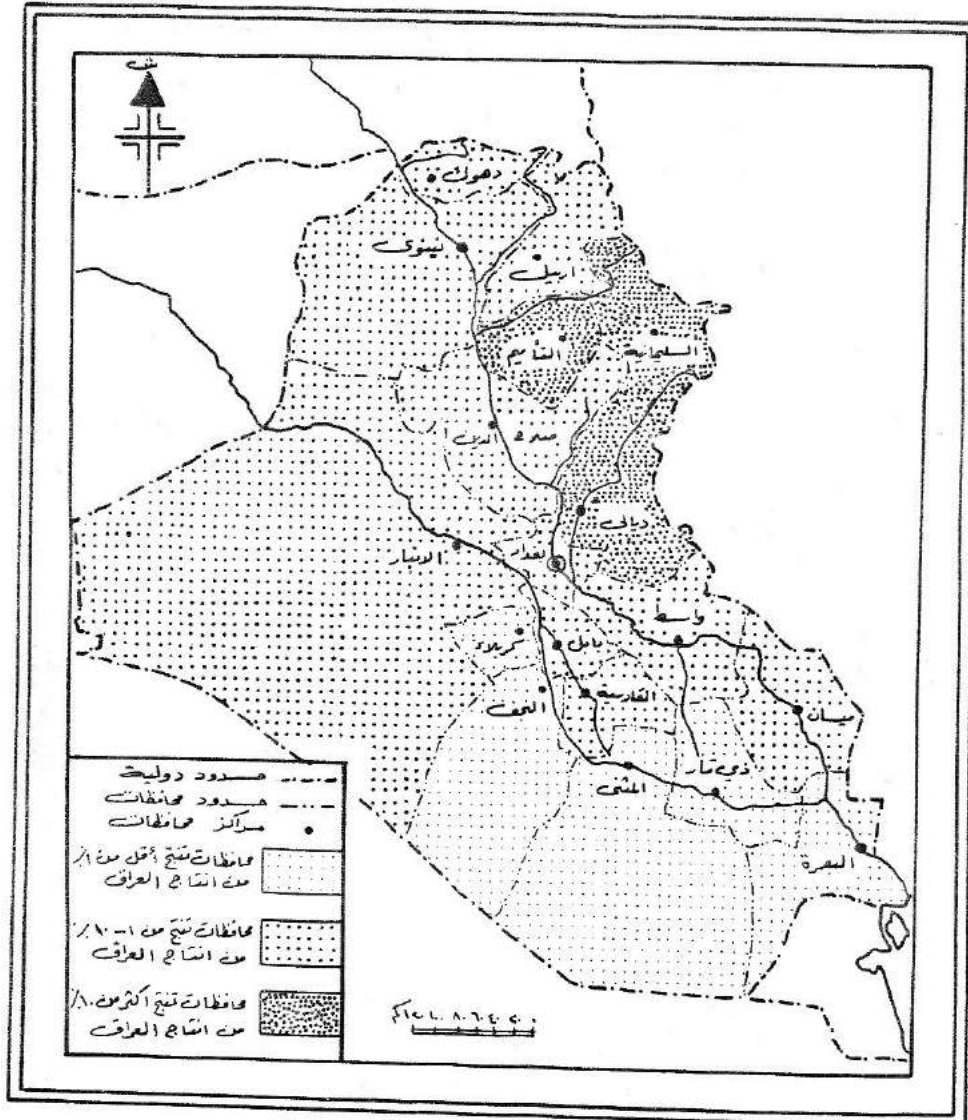 ش
دهوك
نينوى
اربيل
التأميم
السليمانية
صلاح الدين
ديالى
بغداد
الانبار
واسط
كربلاء
بابل
القادسية
النجف
ميسان
ذي قار
المثنى
البصرة
حدود دولية
حدود محافظات
مراكز محافظات
محافظات تنتج أقل من ١٪
من انتاج العراق
محافظات تنتج من ١-١٠٪
من انتاج العراق
محافظات تنتج اكثر من ١٠٪
من انتاج العراق